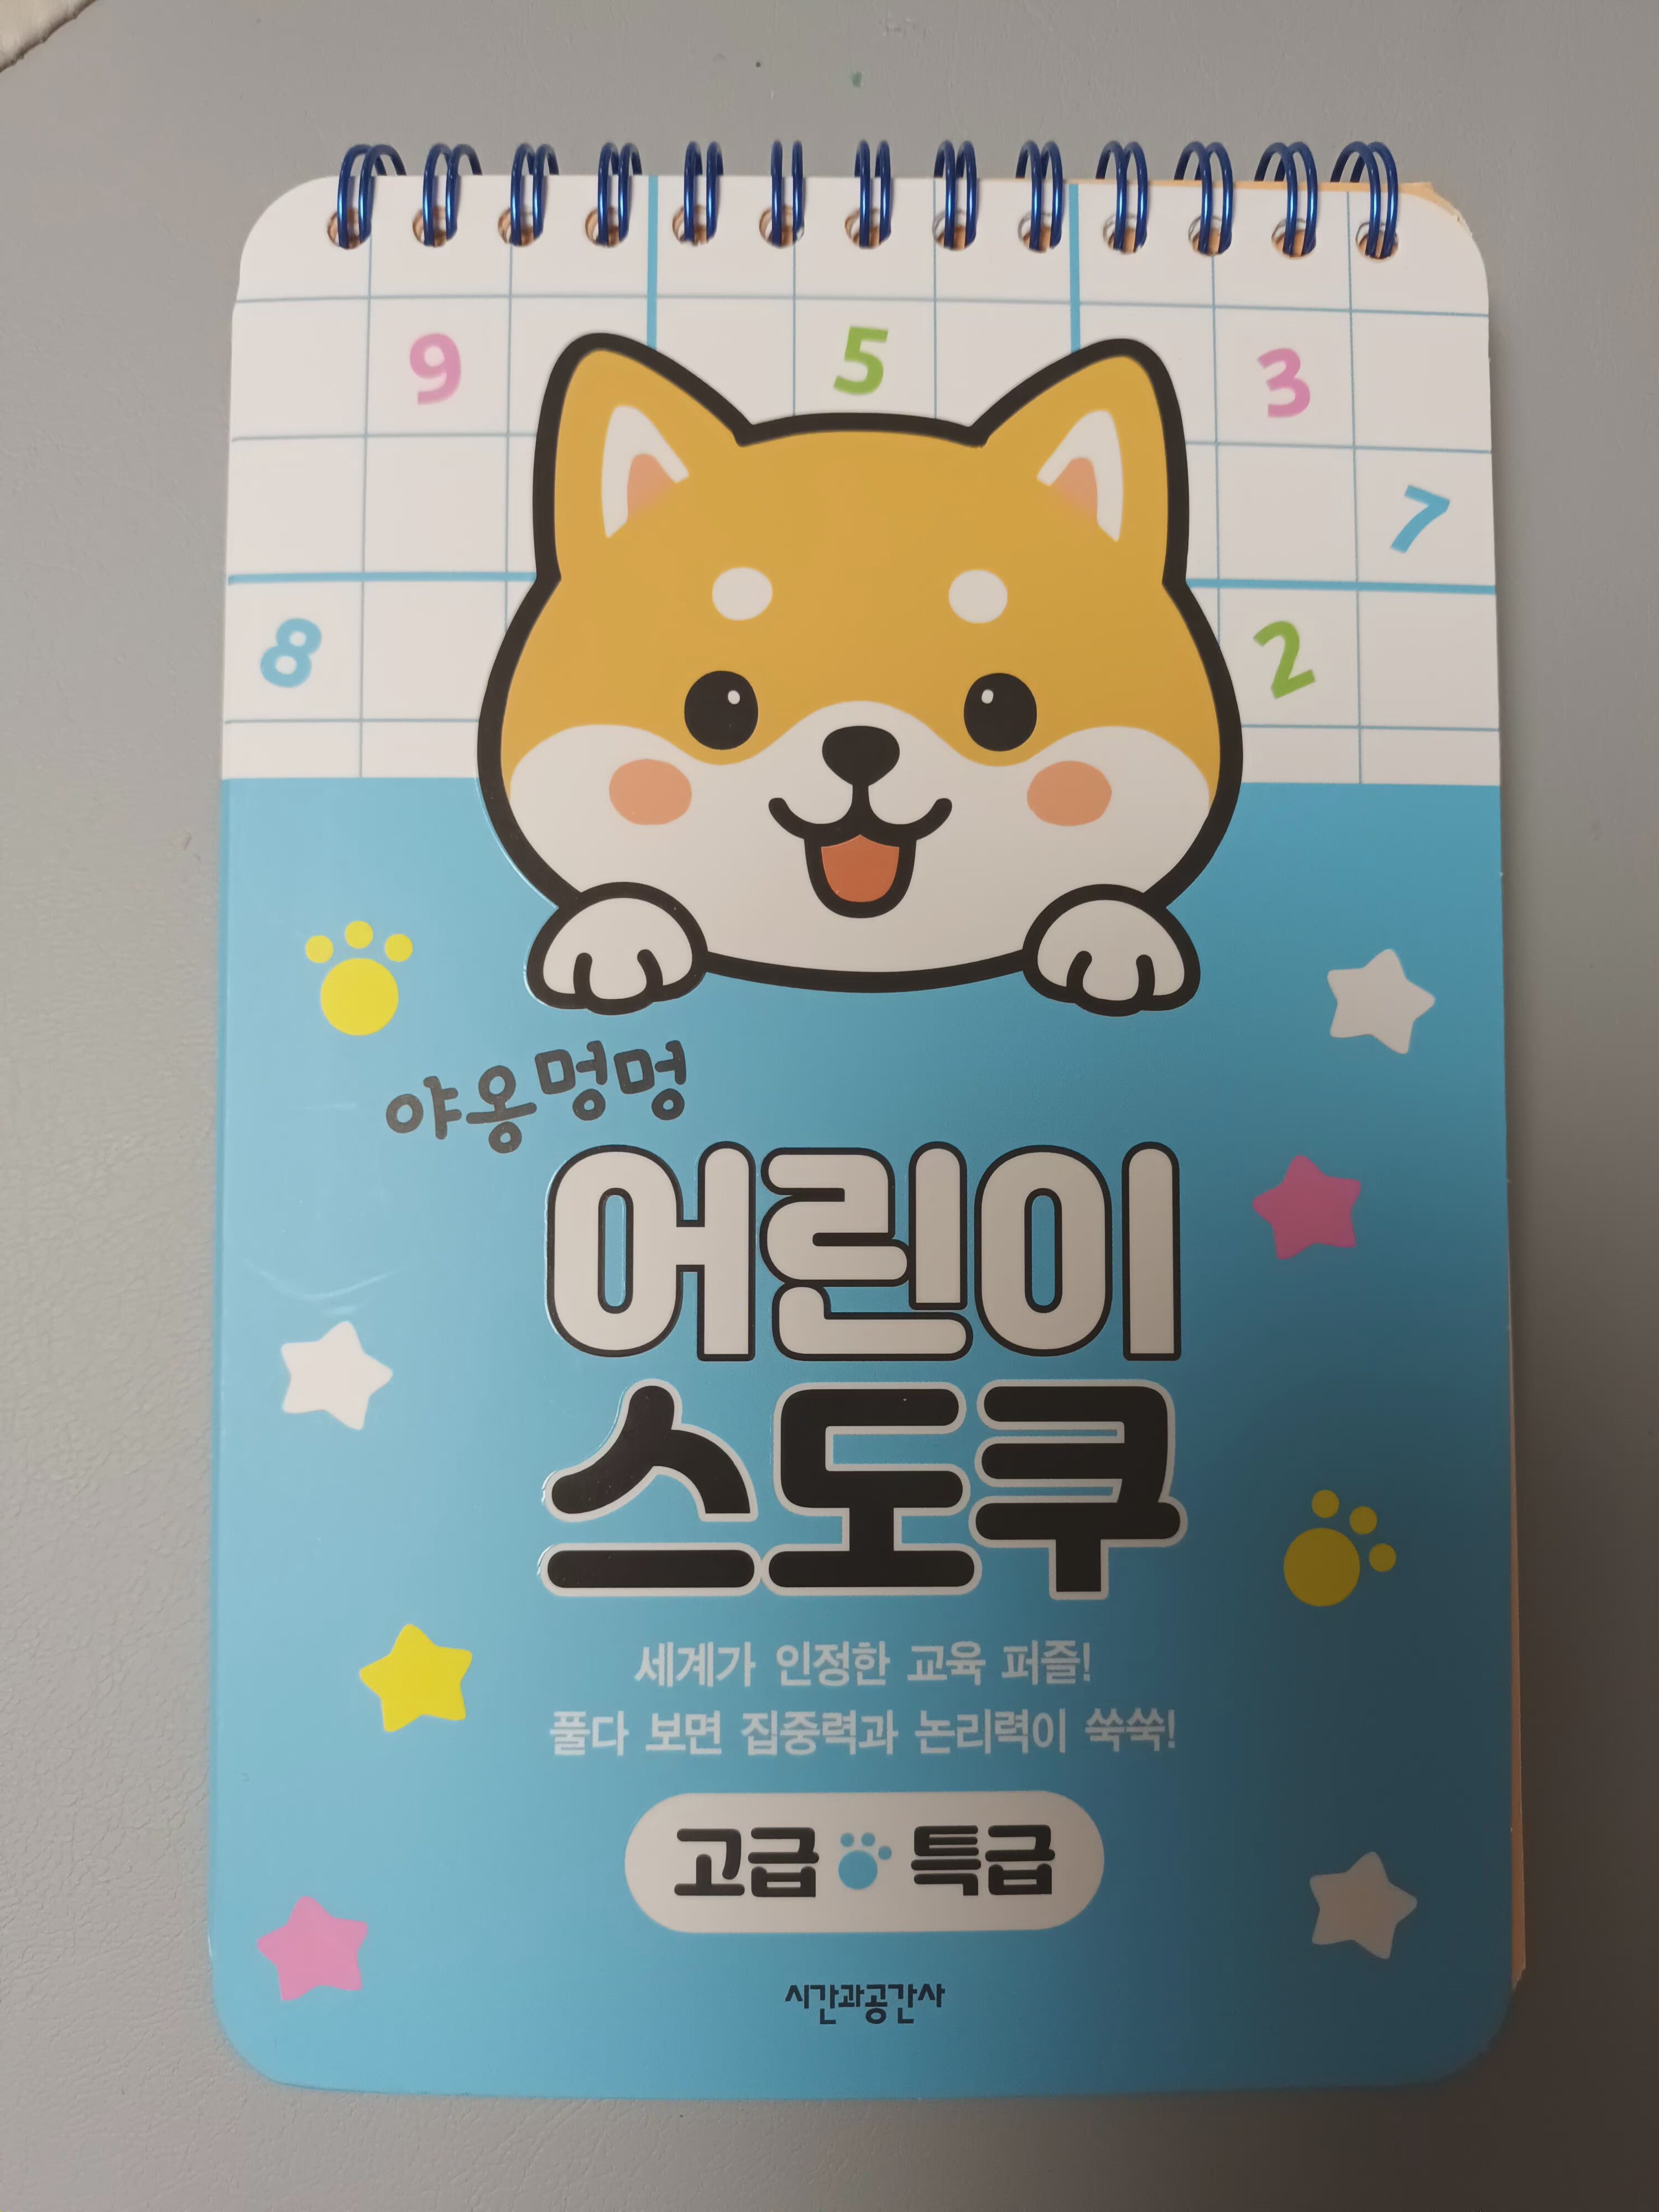 9 5 3
7
8 2
야옹멍멍
어린이
스도쿠
세계가 인정한 교육 퍼즐!
풀다 보면 집중력과 논리력이 쑥쑥!
고급 특급
시간과공간사